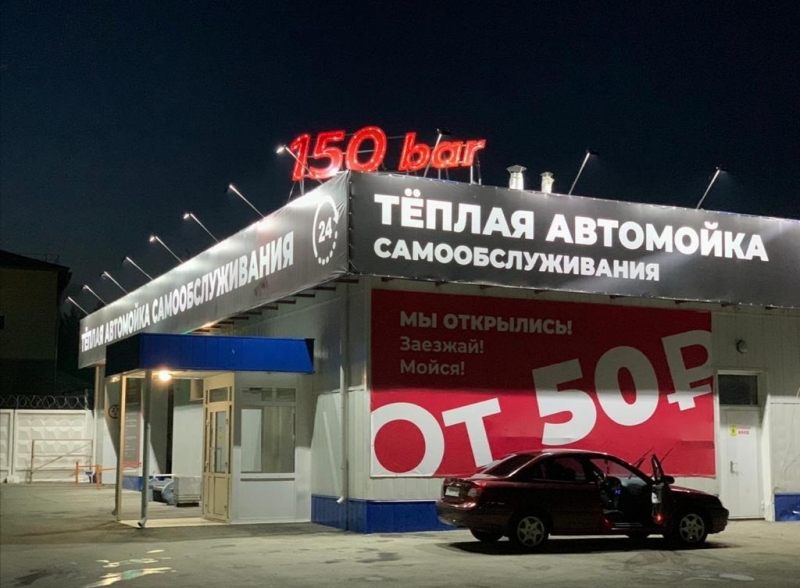 150 bar
ТЁПЛАЯ АВТОМОЙКА САМООБСЛУЖИВАНИЯ
24
ТЁПЛАЯ АВТОМОЙКА
САМООБСЛУЖИВАНИЯ
МЫ ОТКРЫЛИСЬ!
Заезжай!
Мойся!
ОТ 50₽